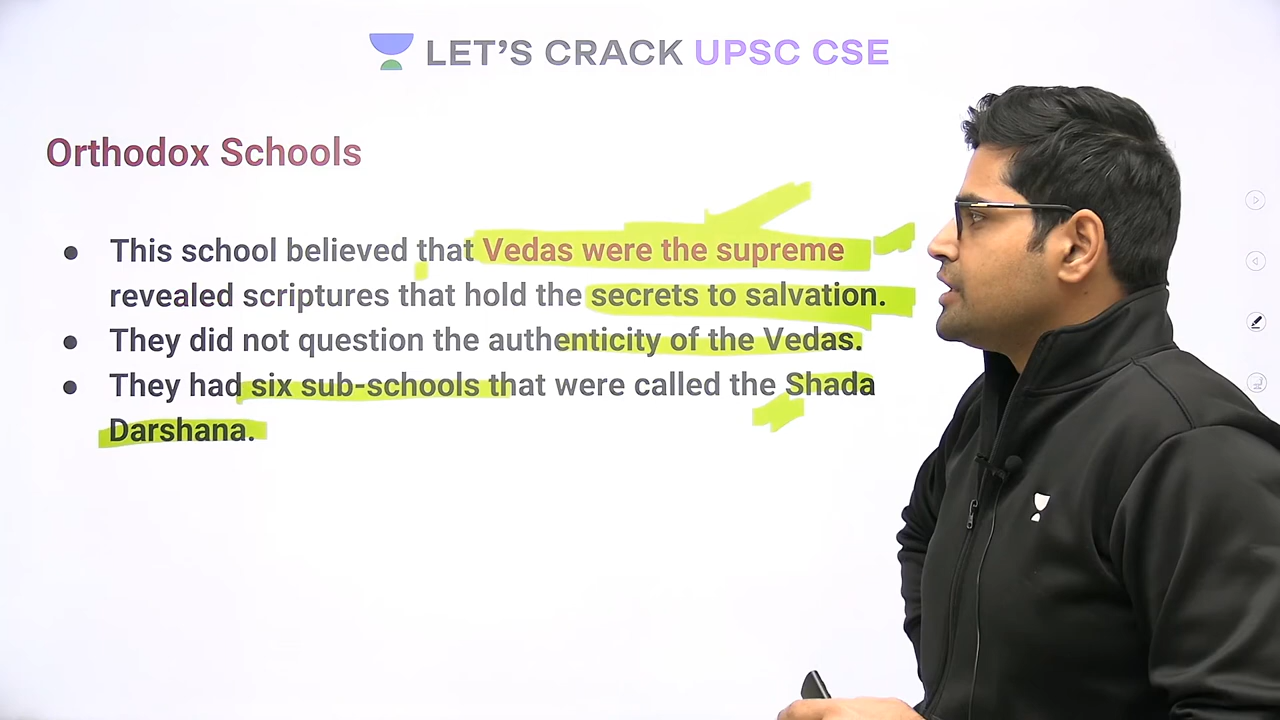 LET'S CRACK UPSC CSE
Orthodox Schools
● This school believed that Vedas were the supreme
revealed scriptures that hold the secrets to salvation.
● They did not question the authenticity of the Vedas.
● They had six sub-schools that were called the Shada
Darshana.